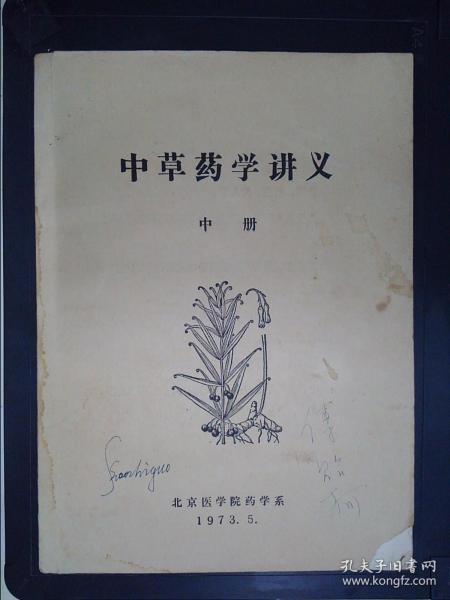 中草药学讲义
中册
北京医学院药学系
1973.5.
孔夫子旧书网
www.kongfz.com